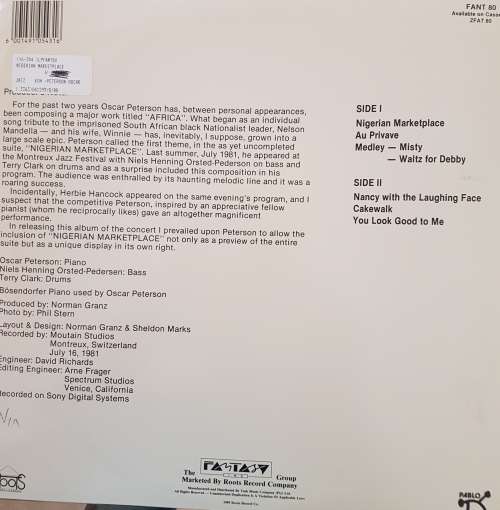 FANT 80
Available on Cassette
ZFAT 80
6 001491 054316
NIGERIAN MARKETPLACE
JAZZ
For the past two years Oscar Peterson has, between personal appearances,
been composing a major work titled "AFRICA". What began as an individual
song tribute to the imprisoned South African black Nationalist leader, Nelson
Mandella — and his wife, Winnie — has, inevitably, I suppose, grown into a
large scale epic. Peterson called the first theme, in the as yet uncompleted
suite, "NIGERIAN MARKETPLACE". Last summer, July 1981, he appeared at
the Montreux Jazz Festival with Niels Henning Orsted-Pederson on bass and
Terry Clark on drums and as a surprise included this composition in his
program. The audience was enthralled by its haunting melodic line and it was a
roaring success.
Incidentally, Herbie Hancock appeared on the same evening's program, and I
suspect that the competitive Peterson, inspired by an appreciative fellow
pianist (whom he reciprocally likes) gave an altogether magnificent
performance.
In releasing this album of the concert I prevailed upon Peterson to allow the
inclusion of "NIGERIAN MARKETPLACE" not only as a preview of the entire
suite but as a unique display in its own right.
Oscar Peterson: Piano
Niels Henning Orsted-Pedersen: Bass
Terry Clark: Drums
Bösendorfer Piano used by Oscar Peterson
Produced by: Norman Granz
Photo by: Phil Stern
Layout & Design: Norman Granz & Sheldon Marks
Recorded by: Moutain Studios
Montreux, Switzerland
July 16, 1981
Engineer: David Richards
Editing Engineer: Arne Frager
Spectrum Studios
Venice, California
Recorded on Sony Digital Systems
SIDE I
Nigerian Marketplace
Au Privave
Medley — Misty
— Waltz for Debby
SIDE II
Nancy with the Laughing Face
Cakewalk
You Look Good to Me
The FANTASY Group
Marketed By Roots Record Company
PABLO